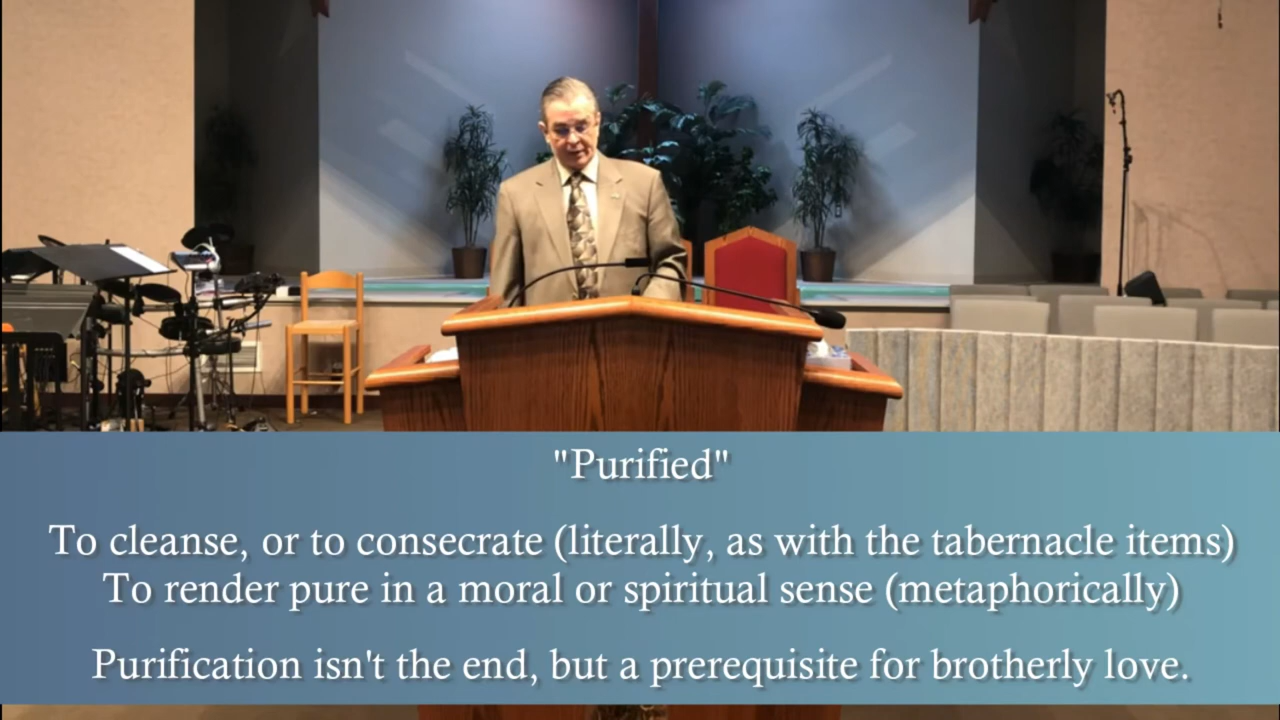 "Purified"
To cleanse, or to consecrate (literally, as with the tabernacle items)
To render pure in a moral or spiritual sense (metaphorically)
Purification isn't the end, but a prerequisite for brotherly love.